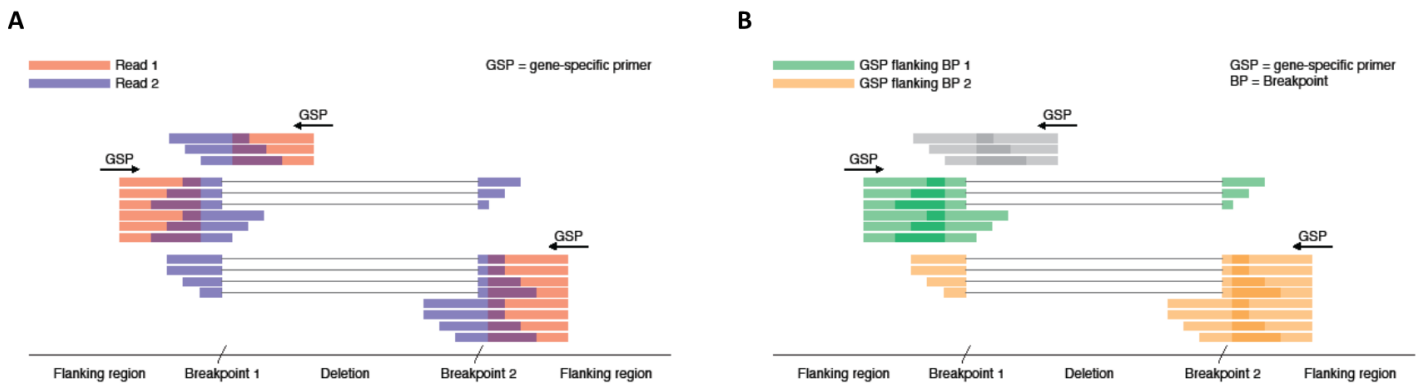 A
Read 1
Read 2
GSP = gene-specific primer
GSP
GSP
GSP
Flanking region
Breakpoint 1
Deletion
Breakpoint 2
Flanking region
B
GSP flanking BP 1
GSP flanking BP 2
GSP = gene-specific primer
BP = Breakpoint
GSP
GSP
GSP
Flanking region
Breakpoint 1
Deletion
Breakpoint 2
Flanking region